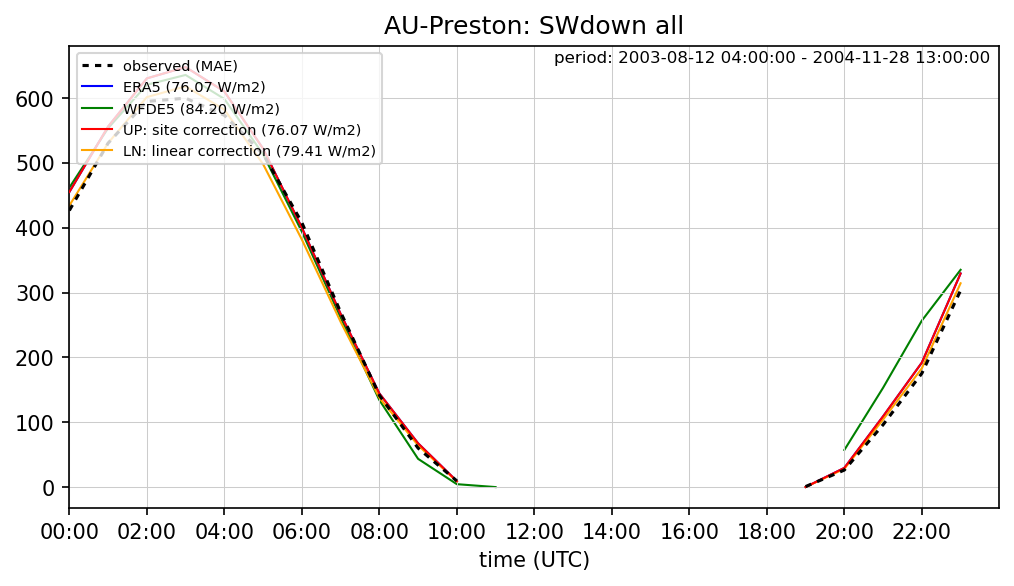 AU-Preston: SWdown all
period: 2003-08-12 04:00:00 - 2004-11-28 13:00:00
observed (MAE)
ERA5 (76.07 W/m2)
WFDE5 (84.20 W/m2)
UP: site correction (76.07 W/m2)
LN: linear correction (79.41 W/m2)
600
500
400
300
200
100
0
00:00 02:00 04:00 06:00 08:00 10:00 12:00 14:00 16:00 18:00 20:00 22:00
time (UTC)